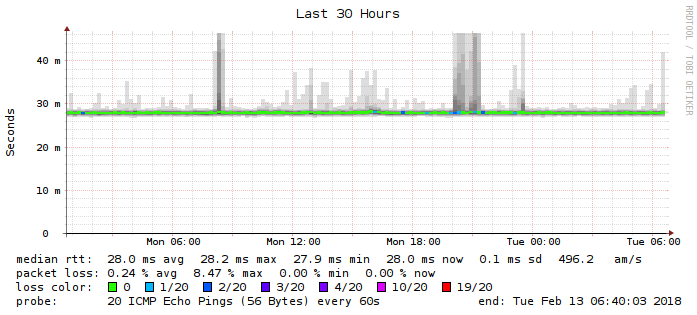 Last 30 Hours
RRDTOOL / TOBI OETIKER
Seconds
40 m
30 m
20 m
10 m
0
Mon 06:00 Mon 12:00 Mon 18:00 Tue 00:00 Tue 06:00
median rtt: 28.0 ms avg 28.2 ms max 27.9 ms min 28.0 ms now 0.1 ms sd 496.2 am/s
packet loss: 0.24 % avg 8.47 % max 0.00 % min 0.00 % now
loss color: 0 1/20 2/20 3/20 4/20 10/20 19/20
probe: 20 ICMP Echo Pings (56 Bytes) every 60s end: Tue Feb 13 06:40:03 2018